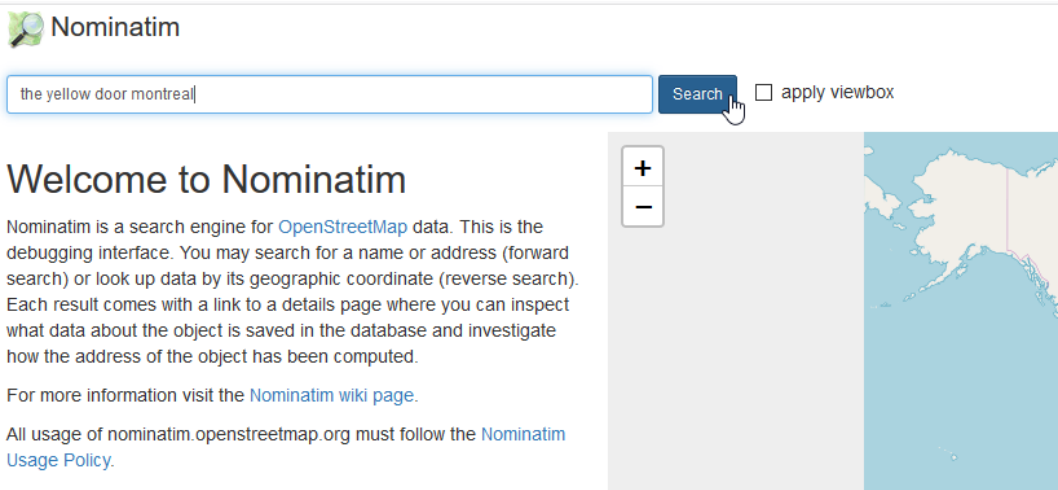 Nominatim
the yellow door montreal
Search
apply viewbox
Welcome to Nominatim
Nominatim is a search engine for OpenStreetMap data. This is the
debugging interface. You may search for a name or address (forward
search) or look up data by its geographic coordinate (reverse search).
Each result comes with a link to a details page where you can inspect
what data about the object is saved in the database and investigate
how the address of the object has been computed.
For more information visit the Nominatim wiki page.
All usage of nominatim.openstreetmap.org must follow the Nominatim
Usage Policy.
+
−